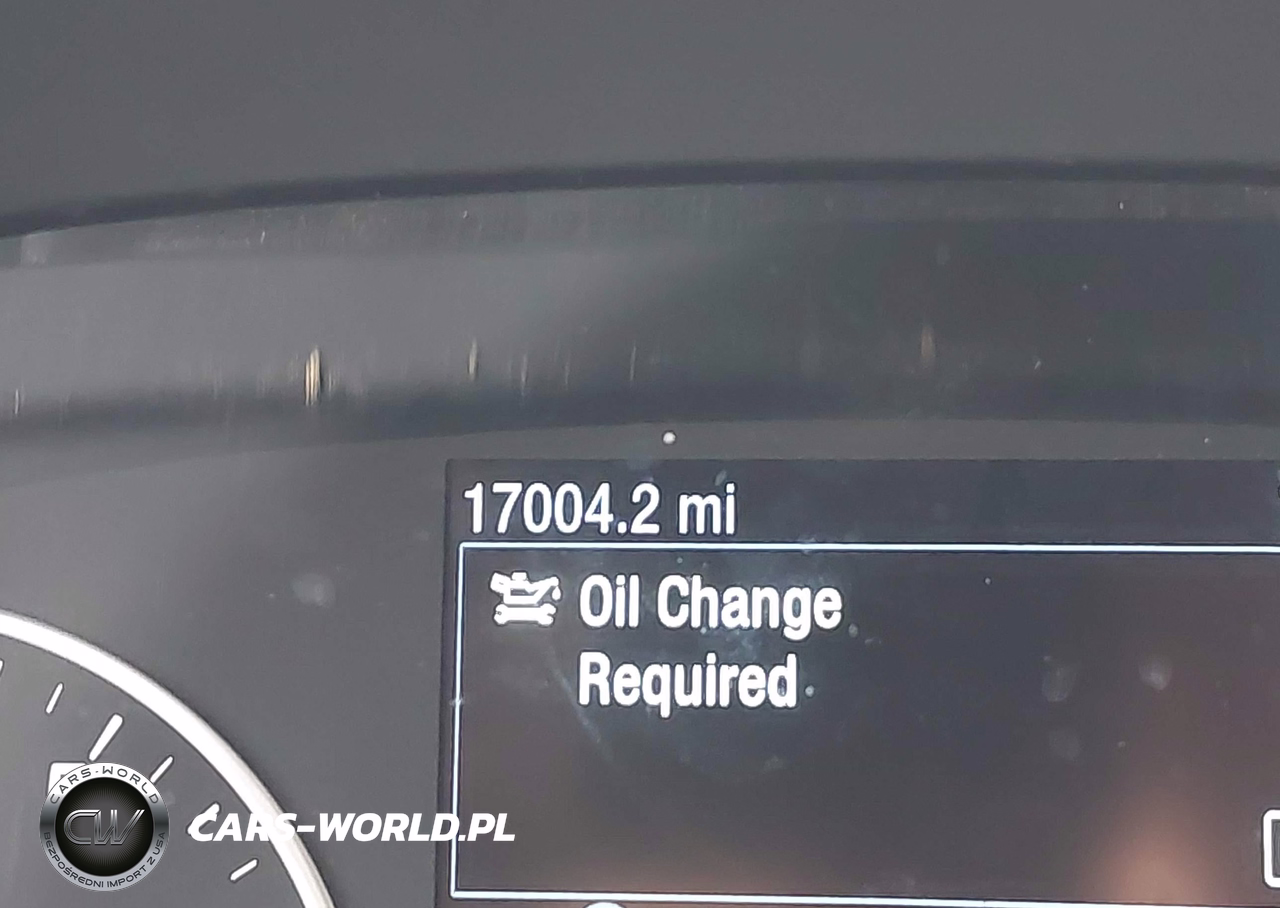 17004.2 mi
Oil Change
Required
CARS-WORLD
CW
BEZPOŚREDNI IMPORT Z USA
CARS-WORLD.PL